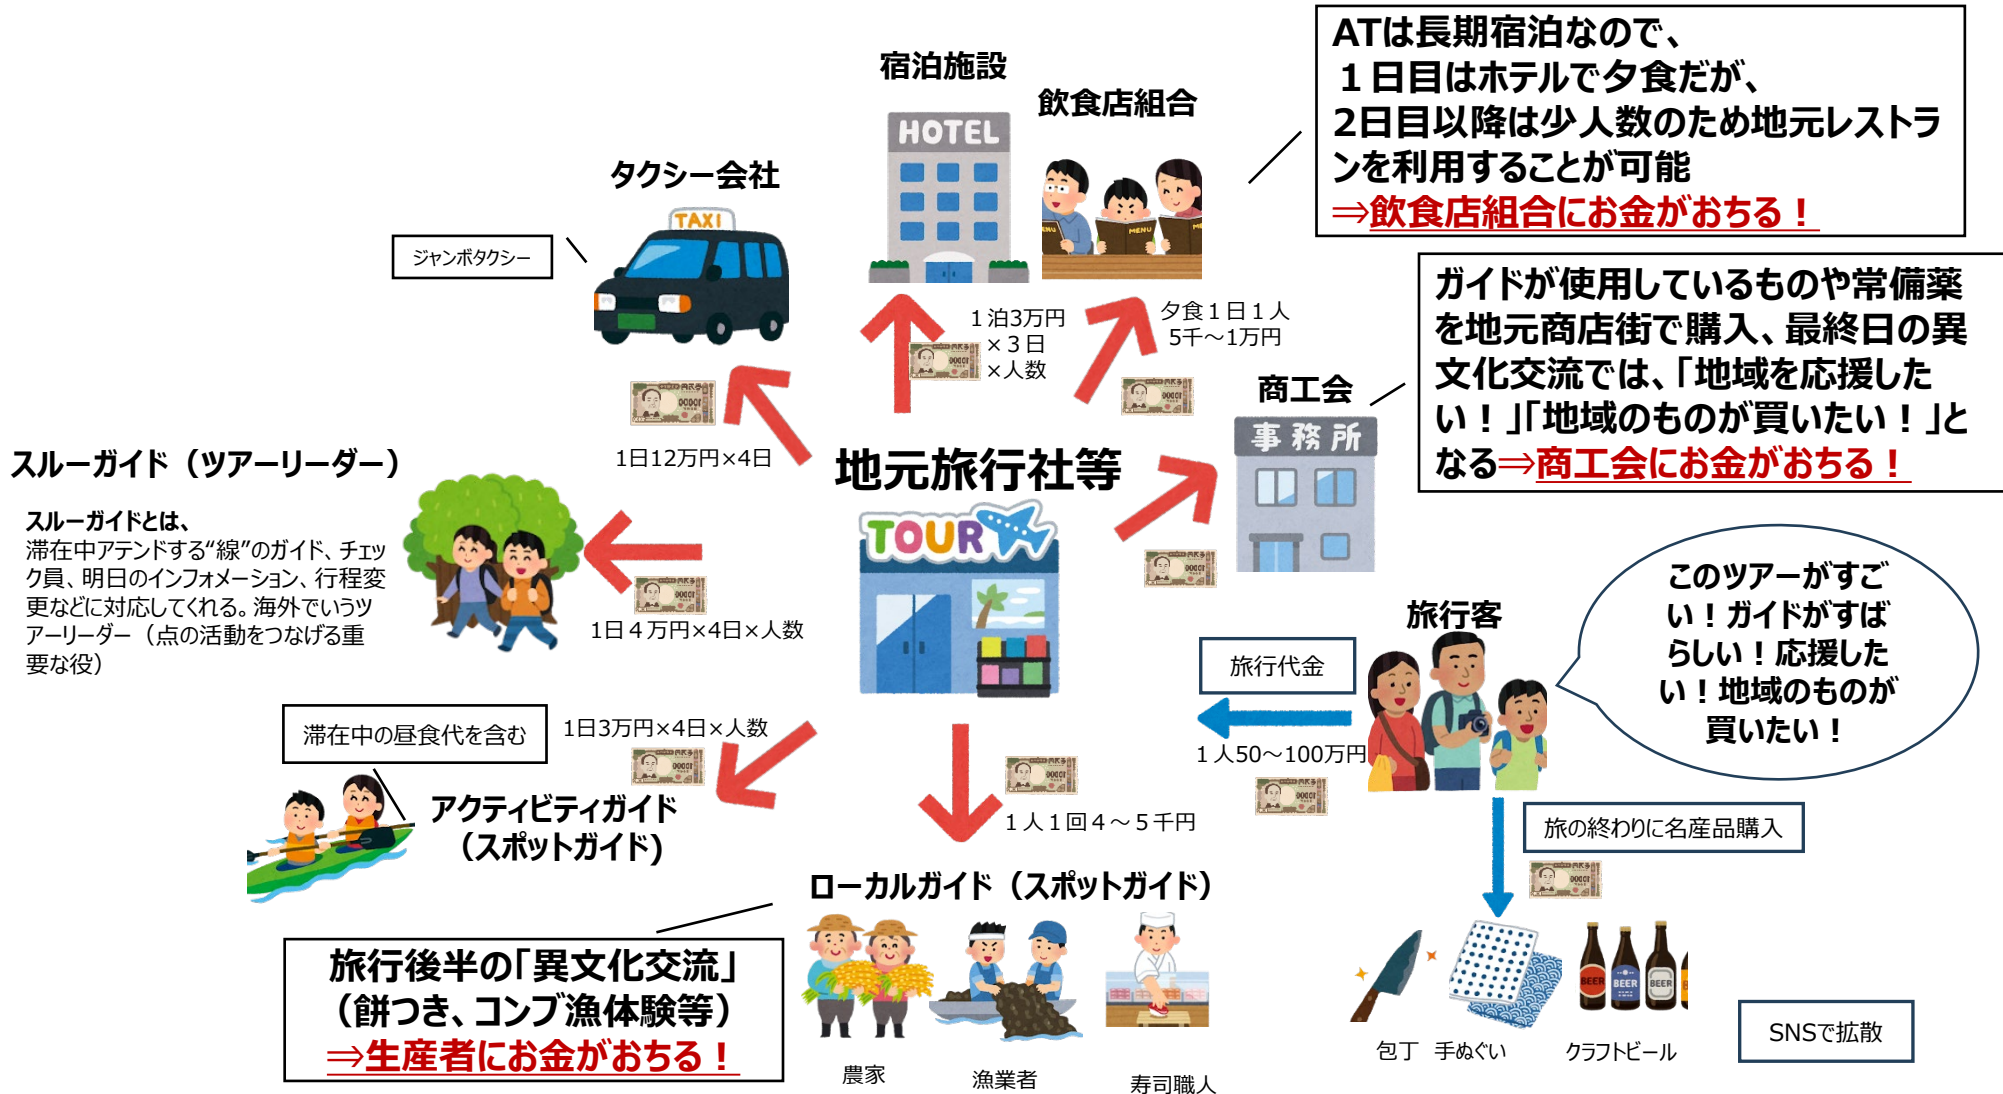 宿泊施設
HOTEL
飲食店組合
MENU
MENU
MENU
ATは長期宿泊なので、
１日目はホテルで夕食だが、
2日目以降は少人数のため地元レストラ
ンを利用することが可能
⇒飲食店組合にお金がおちる！
タクシー会社
TAXI
ジャンボタクシー
１泊3万円
×３日
×人数
夕食１日１人
5千～1万円
ガイドが使用しているものや常備薬
を地元商店街で購入、最終日の異
文化交流では、「地域を応援した
い！」「地域のものが買いたい！」と
なる⇒商工会にお金がおちる！
商工会
事務所
1日12万円×4日
地元旅行社等
TOUR
スルーガイド（ツアーリーダー）
スルーガイドとは、
滞在中アテンドする“線”のガイド、チェッ
ク員、明日のインフォメーション、行程変
更などに対応してくれる。海外でいうツ
アーリーダー（点の活動をつなげる重
要な役）
1日４万円×4日×人数
旅行客
このツアーがすご
い！ガイドがすば
らしい！応援した
い！地域のものが
買いたい！
旅行代金
１人50～100万円
滞在中の昼食代を含む
1日3万円×4日×人数
アクティビティガイド
（スポットガイド)
１人１回４～５千円
旅の終わりに名産品購入
ローカルガイド（スポットガイド）
旅行後半の「異文化交流」
（餅つき、コンブ漁体験等）
⇒生産者にお金がおちる！
農家
漁業者
寿司職人
BEER
BEER
BEER
包丁
手ぬぐい
クラフトビール
SNSで拡散